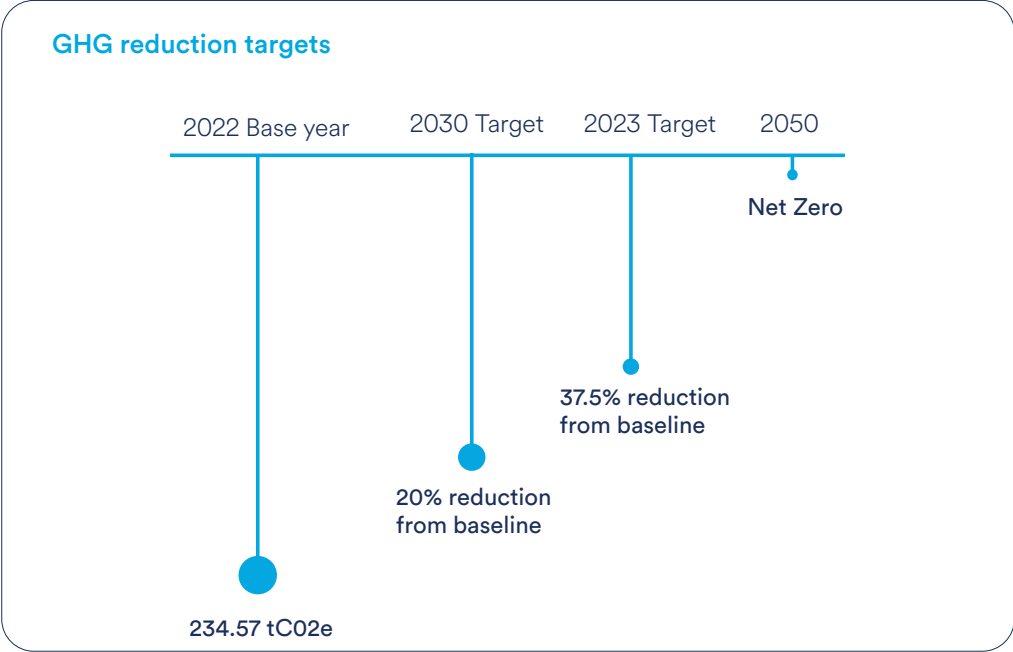 GHG reduction targets
2022 Base year
2030 Target
2023 Target
2050
Net Zero
37.5% reduction
from baseline
20% reduction
from baseline
234.57 tC02e